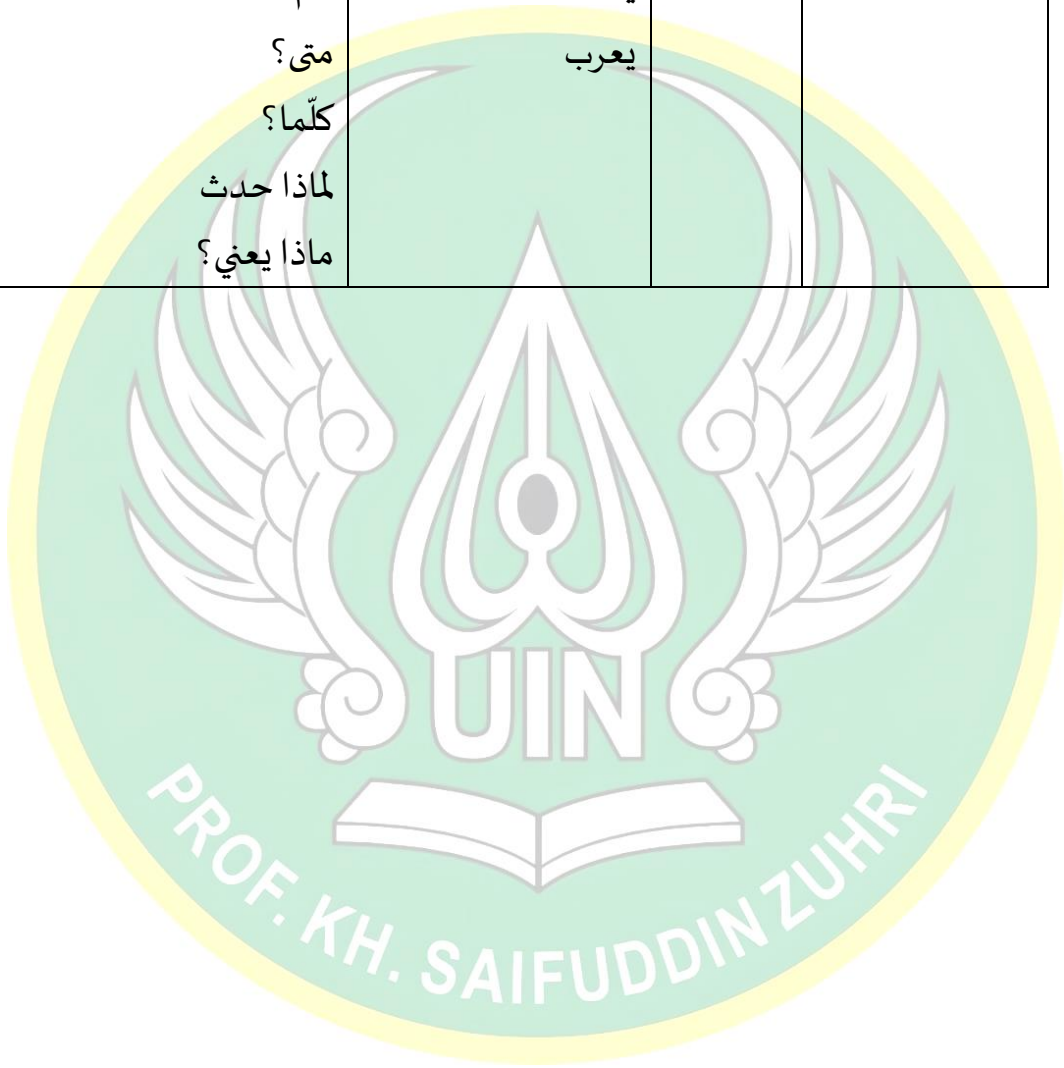 متى؟
يعرب
كلّما؟
لماذا حدث
ماذا يعني؟
UIN
PROF. KH. SAIFUDDIN ZUHRI